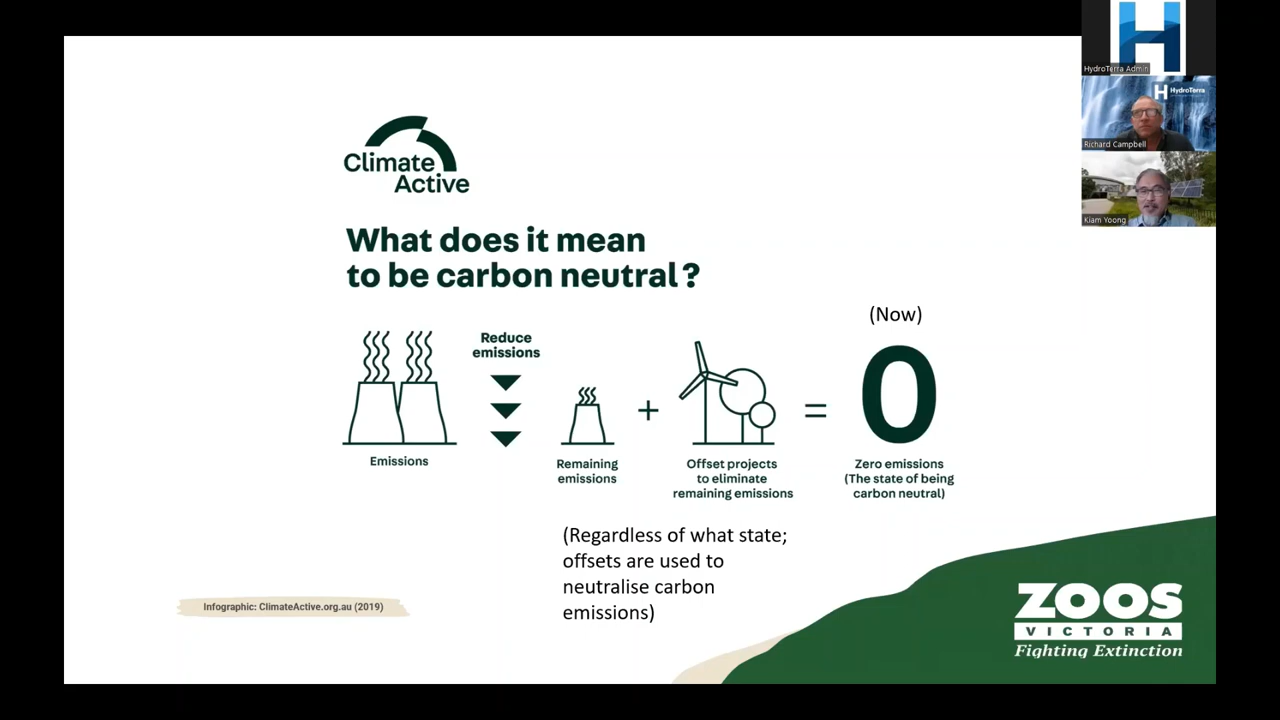 HydroTerra Admin
HydroTerra
Richard Campbell
Kiam Yoong
Climate
Active
What does it mean
to be carbon neutral?
(Now)
Reduce
emissions
+
=
0
Emissions
Remaining
emissions
Offset projects
to eliminate
remaining emissions
Zero emissions
(The state of being
carbon neutral)
(Regardless of what state;
offsets are used to
neutralise carbon
emissions)
Infographic: ClimateActive.org.au (2019)
ZOOS
VICTORIA
Fighting Extinction